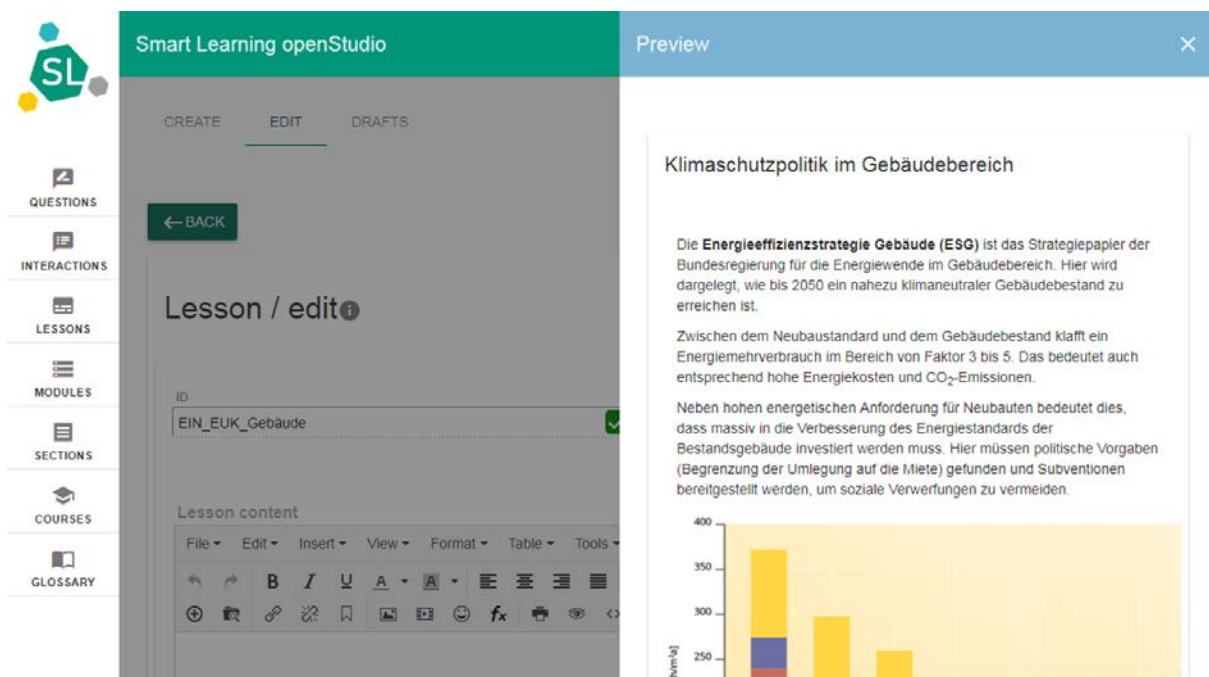 SL
QUESTIONS
INTERACTIONS
LESSONS
MODULES
SECTIONS
COURSES
GLOSSARY
Smart Learning openStudio
CREATE EDIT DRAFTS
BACK
Lesson / edit
ID
EIN_EUK_Gebäude
Lesson content
File Edit Insert View Format Table Tools
B I U A A
fx
Preview
Klimaschutzpolitik im Gebäudebereich
Die Energieeffizienzstrategie Gebäude (ESG) ist das Strategiepapier der
Bundesregierung für die Energiewende im Gebäudebereich. Hier wird
dargelegt, wie bis 2050 ein nahezu klimaneutraler Gebäudebestand zu
erreichen ist.
Zwischen dem Neubaustandard und dem Gebäudebestand klafft ein
Energiemehrverbrauch im Bereich von Faktor 3 bis 5. Das bedeutet auch
entsprechend hohe Energiekosten und CO₂-Emissionen.
Neben hohen energetischen Anforderung für Neubauten bedeutet dies,
dass massiv in die Verbesserung des Energiestandards der
Bestandsgebäude investiert werden muss. Hier müssen politische Vorgaben
(Begrenzung der Umlegung auf die Miete) gefunden und Subventionen
bereitgestellt werden, um soziale Verwerfungen zu vermeiden.
400
350
300
250